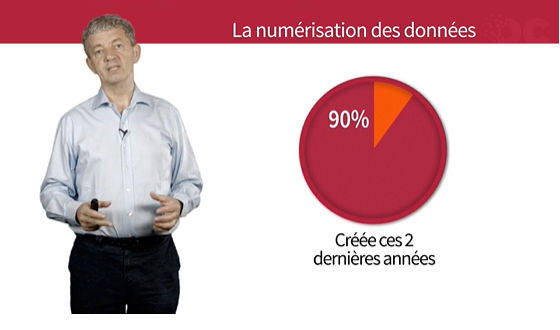 La numérisation des données
90%
Créée ces 2
dernières années